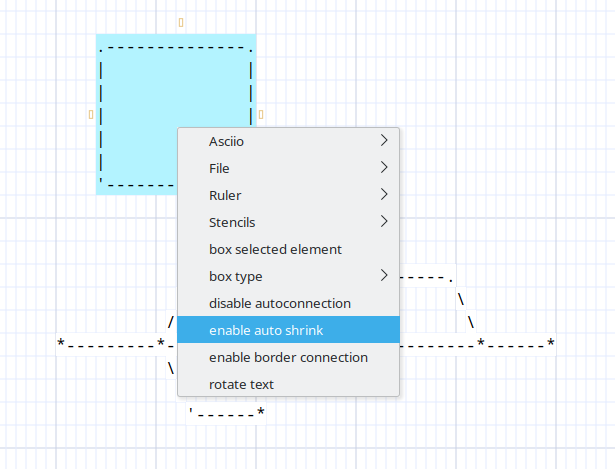 Asciio
File
Ruler
Stencils
box selected element
box type
disable autoconnection
enable auto shrink
enable border connection
rotate text